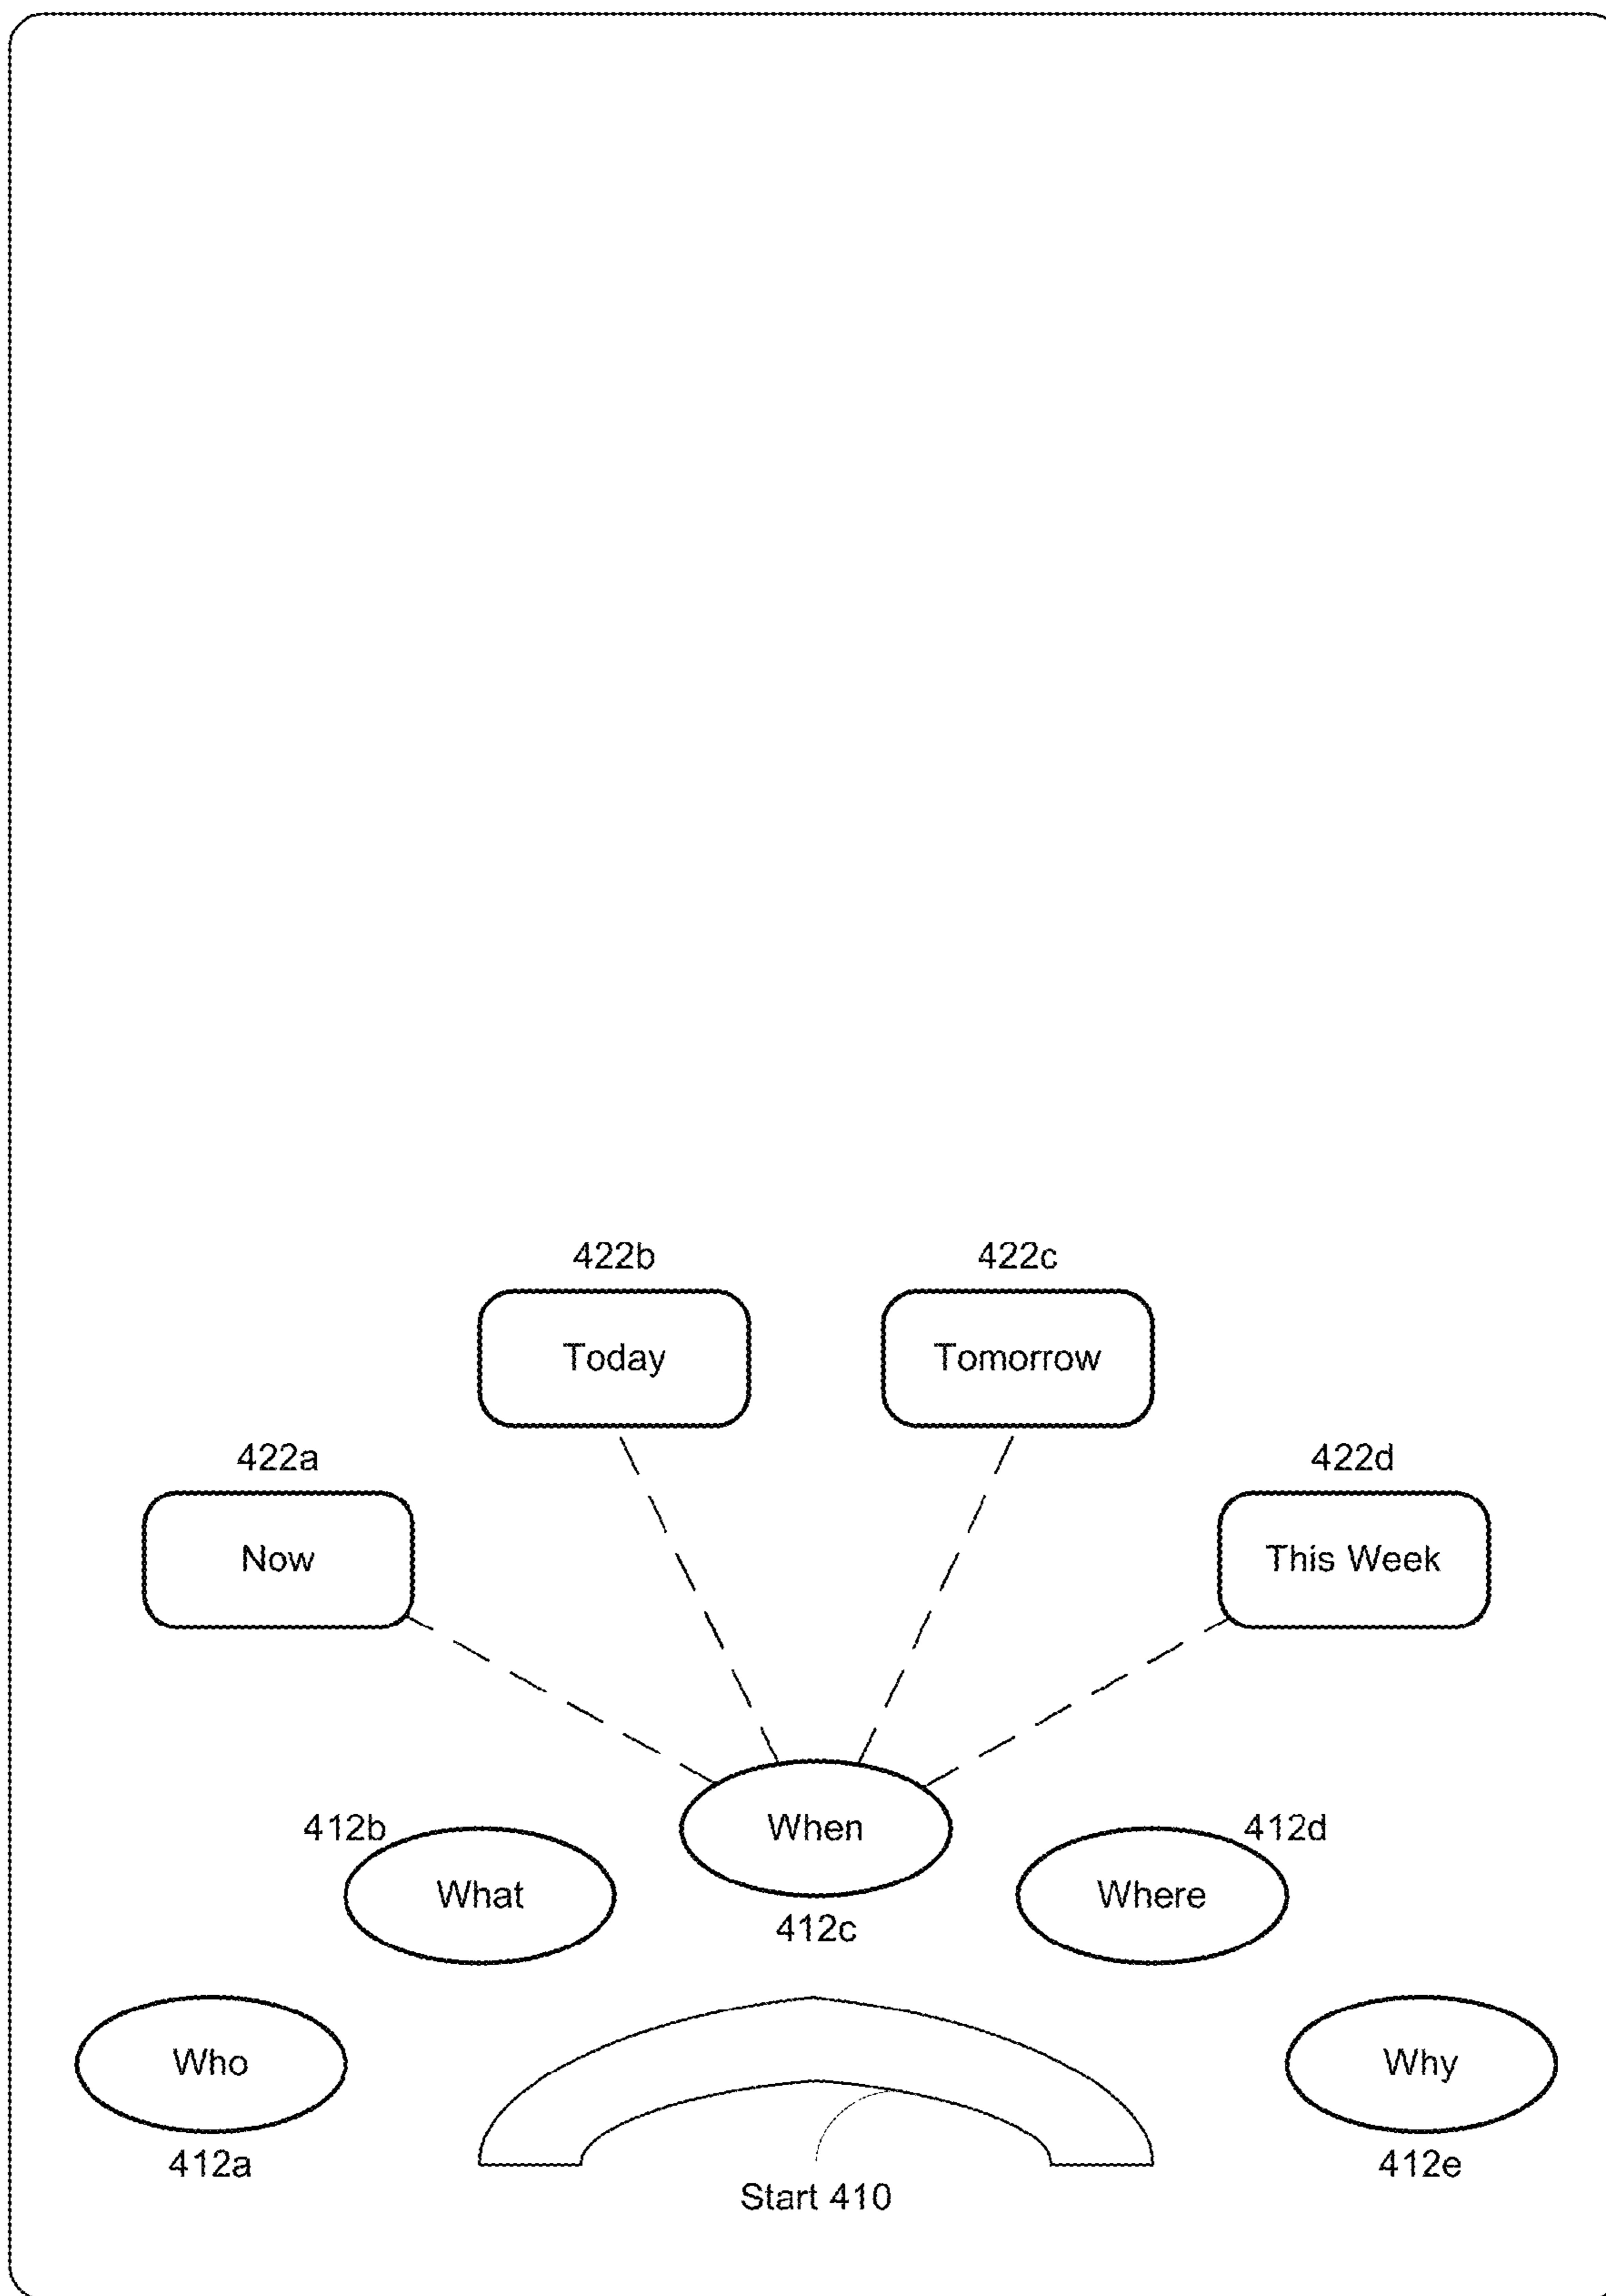 422b
422c
Today
Tomorrow
422a
422d
Now
This Week
412b
When
412d
What
Where
412c
Who
Why
412a
412e
Start 410